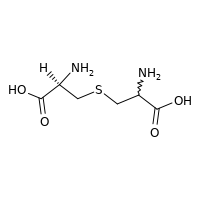 H NH₂
NH₂
HO S OH
O O